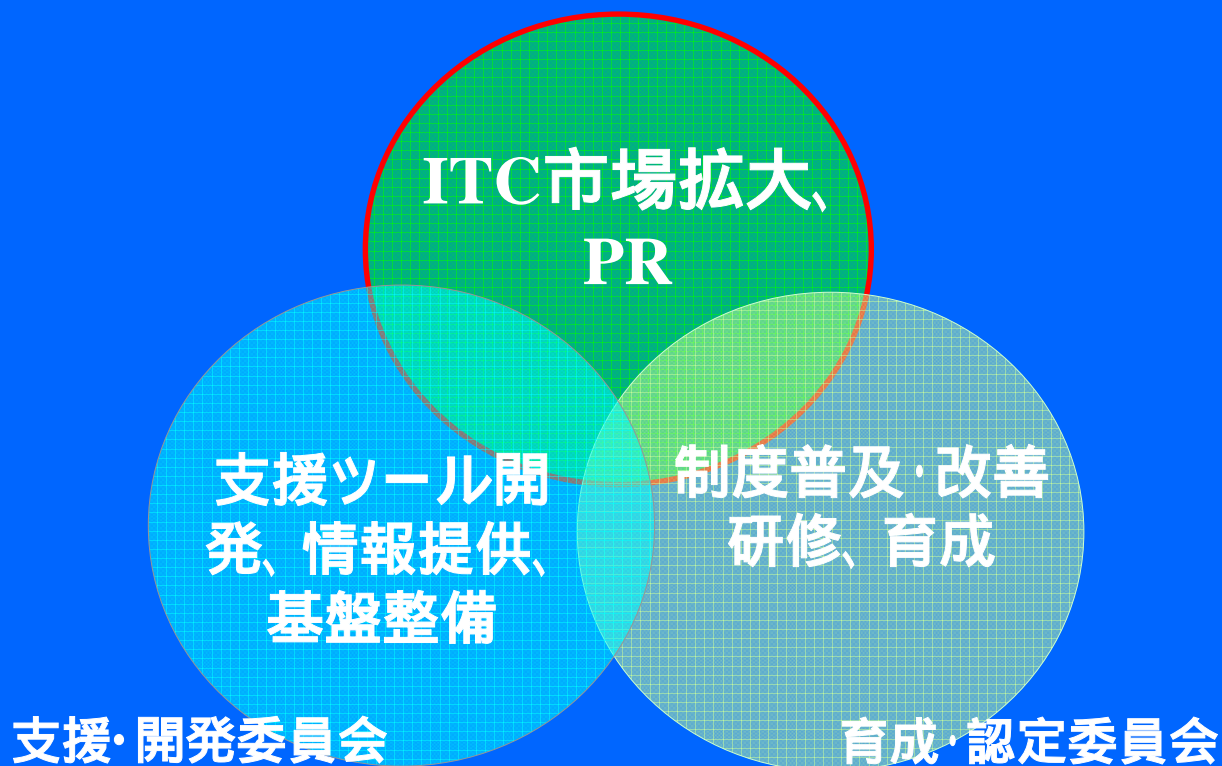 ITC市場拡大、
PR
支援ツール開
発、情報提供、
基盤整備
制度普及・改善
研修、育成
支援・開発委員会
育成・認定委員会